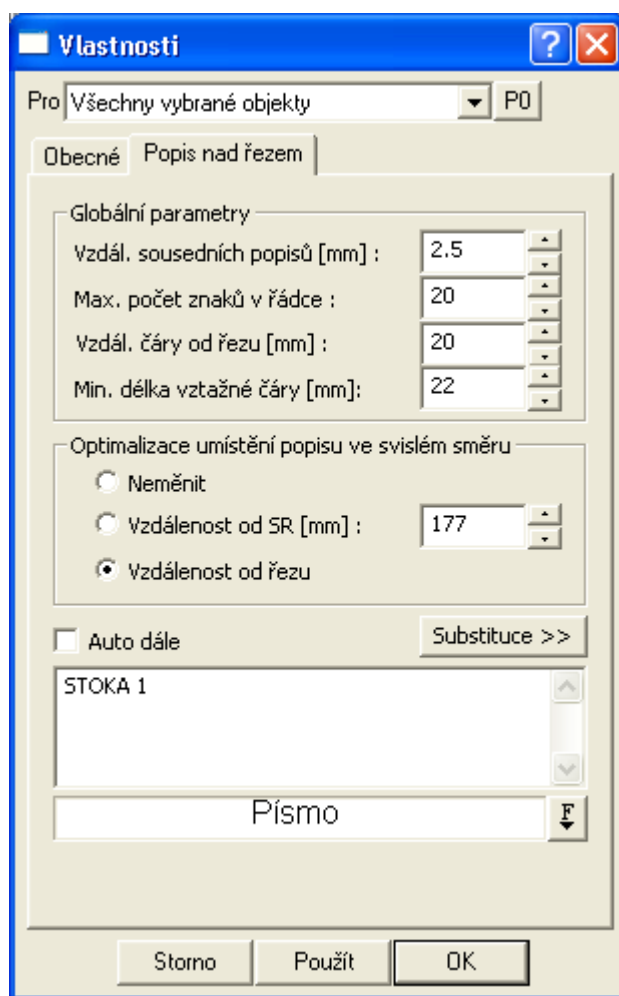 Vlastnosti
Pro Všechny vybrané objekty P0
Obecné Popis nad řezem
Globální parametry
Vzdál. sousedních popisů [mm] : 2.5
Max. počet znaků v řádce : 20
Vzdál. čáry od řezu [mm] : 20
Min. délka vztažné čáry [mm]: 22
Optimalizace umístění popisu ve svislém směru
Neměnit
Vzdálenost od SR [mm] : 177
Vzdálenost od řezu
Auto dále Substituce >>
STOKA 1
Písmo F
Storno Použít OK